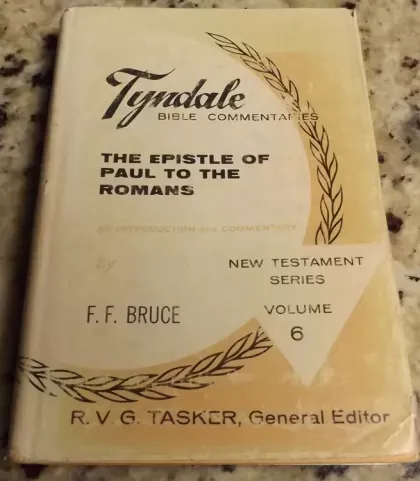 Tyndale
BIBLE COMMENTARIES
THE EPISTLE OF
PAUL TO THE
ROMANS
AN INTRODUCTION and COMMENTARY
by
F. F. BRUCE
NEW TESTAMENT
SERIES
VOLUME
6
R. V. G. TASKER, General Editor